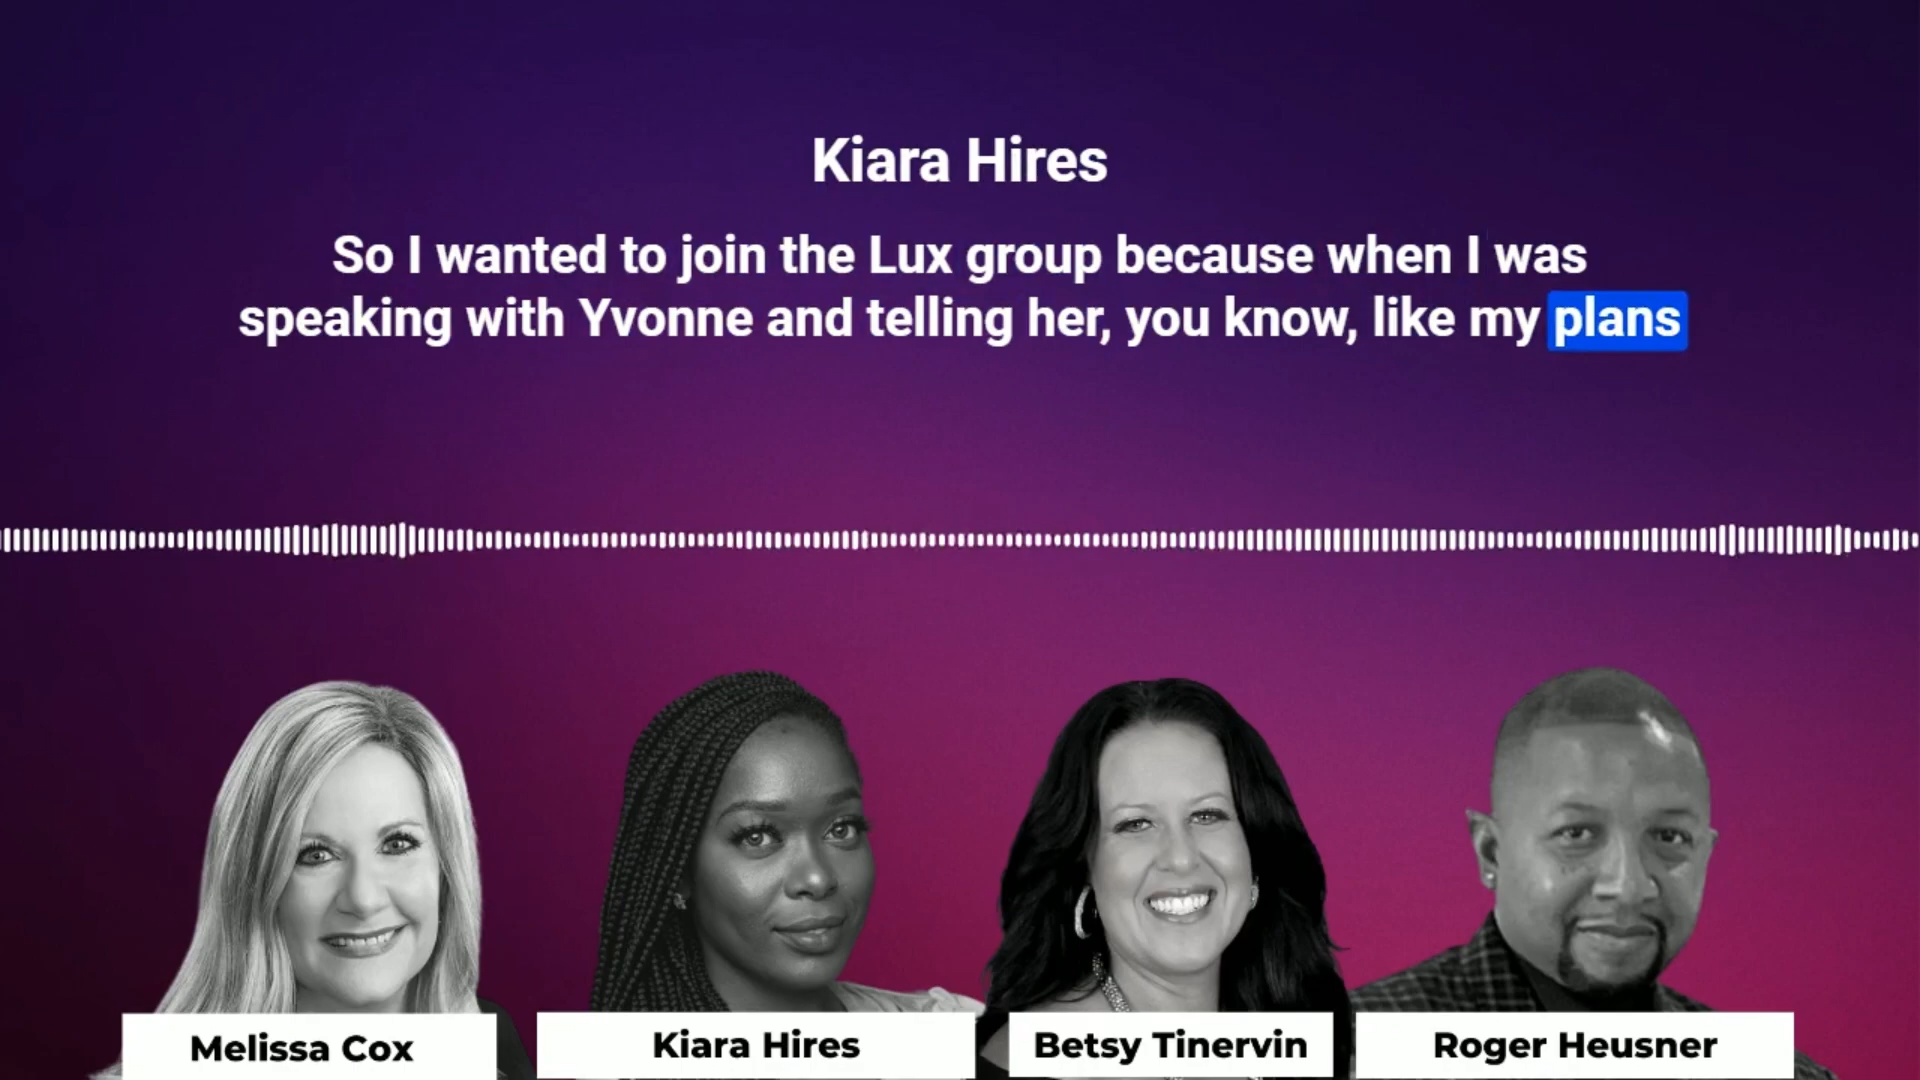 Kiara Hires
So I wanted to join the Lux group because when I was
speaking with Yvonne and telling her, you know, like my plans
Melissa Cox
Kiara Hires
Betsy Tinervin
Roger Heusner